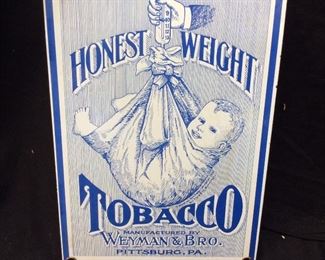 HONEST WEIGHT
TOBACCO
MANUFACTURED BY
WEYMAN & BRO.
PITTSBURG, PA.